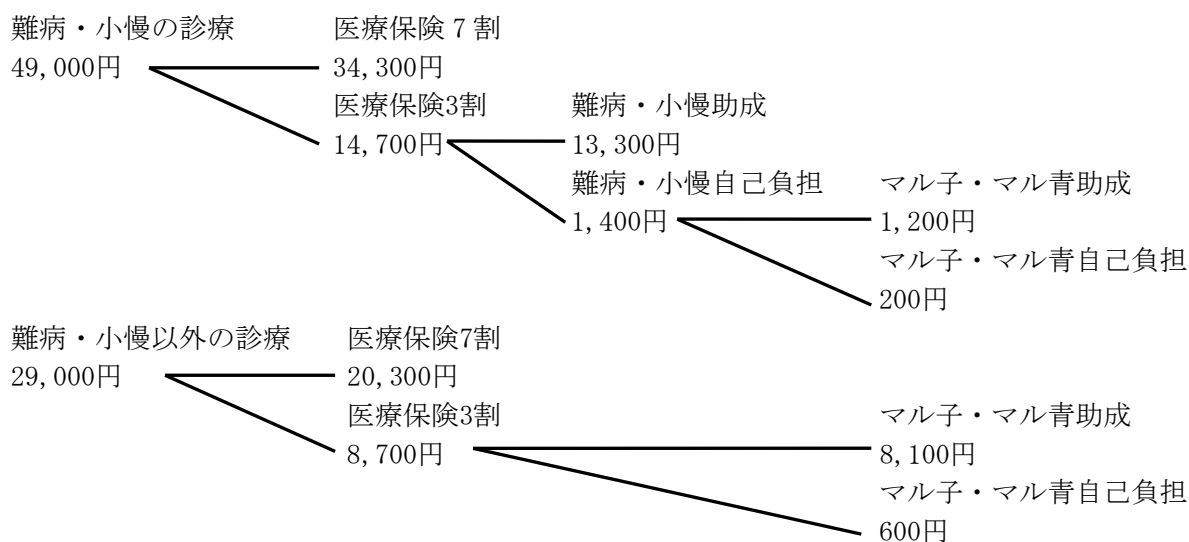 難病・小慢の診療 医療保険７割
49,000円 34,300円
医療保険3割 難病・小慢助成
14,700円 13,300円
難病・小慢自己負担 マル子・マル青助成
1,400円 1,200円
マル子・マル青自己負担
200円
難病・小慢以外の診療 医療保険7割
29,000円 20,300円
医療保険3割 マル子・マル青助成
8,700円 8,100円
マル子・マル青自己負担
600円